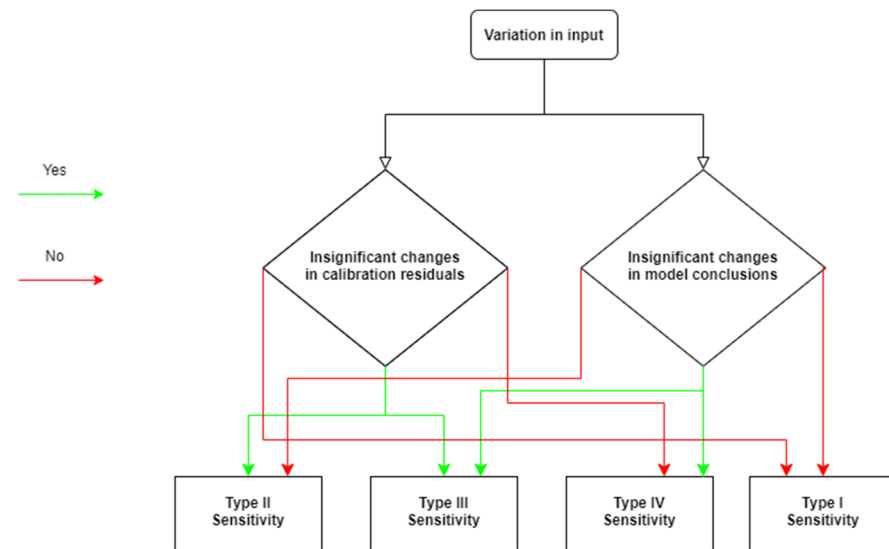 Variation in input
Yes
No
Insignificant changes
in calibration residuals
Insignificant changes
in model conclusions
Type II
Sensitivity
Type III
Sensitivity
Type IV
Sensitivity
Type I
Sensitivity